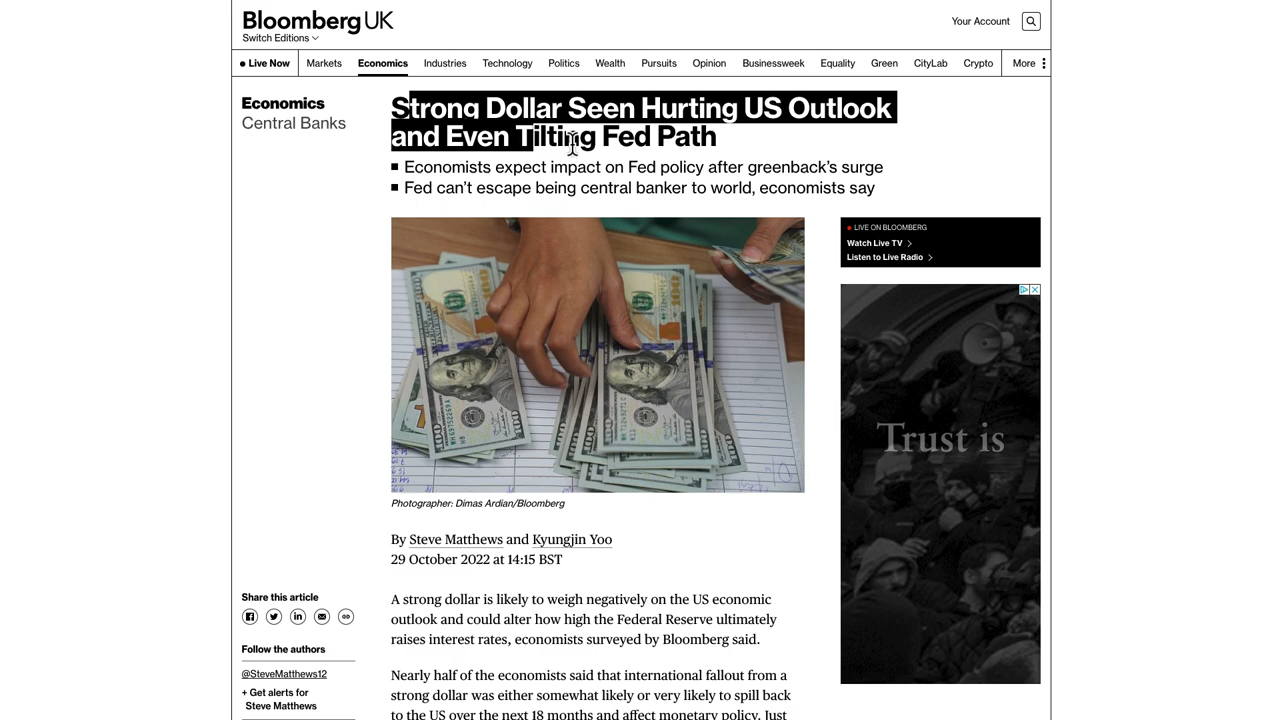 Bloomberg UK
Switch Editions
Your Account
Live Now Markets Economics Industries Technology Politics Wealth Pursuits Opinion Businessweek Equality Green CityLab Crypto More
Economics
Central Banks
Strong Dollar Seen Hurting US Outlook
and Even Tilting Fed Path
Economists expect impact on Fed policy after greenback’s surge
Fed can’t escape being central banker to world, economists say
LIVE ON BLOOMBERG
Watch Live TV
Listen to Live Radio
Trust is
Photographer: Dimas Ardian/Bloomberg
By Steve Matthews and Kyungjin Yoo
29 October 2022 at 14:15 BST
Share this article
Follow the authors
@SteveMatthews12
+ Get alerts for
Steve Matthews
A strong dollar is likely to weigh negatively on the US economic
outlook and could alter how high the Federal Reserve ultimately
raises interest rates, economists surveyed by Bloomberg said.
Nearly half of the economists said that international fallout from a
strong dollar was either somewhat likely or very likely to spill back
to the US over the next 18 months and affect monetary policy. Just